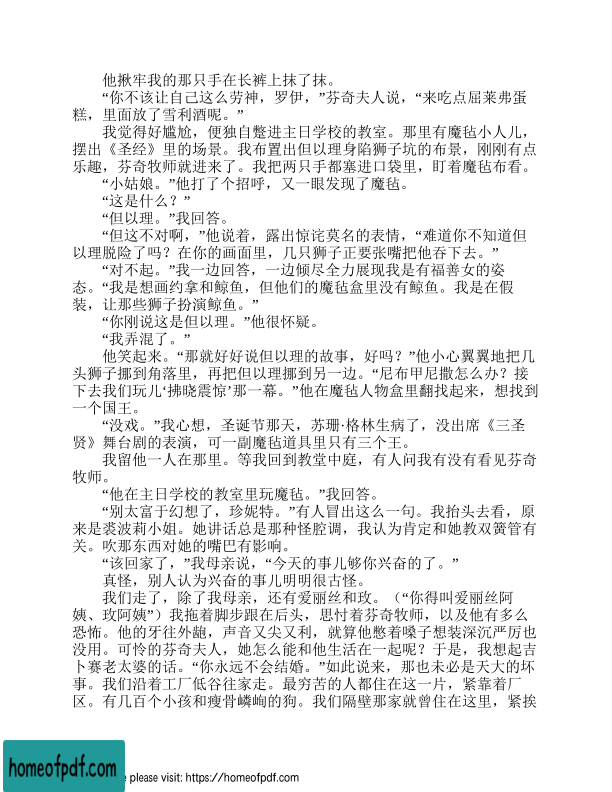 他揪牢我的那只手在长裤上抹了抹。
“你不该让自己这么劳神，罗伊，”芬奇夫人说，“来吃点屈莱弗蛋
糕，里面放了雪利酒呢。”
我觉得好尴尬，便独自蹩进主日学校的教室。那里有魔毡小人儿，
摆出《圣经》里的场景。我布置出但以理身陷狮子坑的布景，刚刚有点
乐趣，芬奇牧师就进来了。我把两只手都塞进口袋里，盯着魔毡布看。
“小姑娘。”他打了个招呼，又一眼发现了魔毡。
“这是什么？”
“但以理。”我回答。
“但这不对啊，”他说着，露出惊诧莫名的表情，“难道你不知道但
以理脱险了吗？在你的画面里，几只狮子正要张嘴把他吞下去。”
“对不起。”我一边回答，一边倾尽全力展现我是有福善女的姿
态。“我是想画约拿和鲸鱼，但他们的魔毡盒里没有鲸鱼。我是在假
装，让那些狮子扮演鲸鱼。”
“你刚说这是但以理。”他很怀疑。
“我弄混了。”
他笑起来。“那就好好说但以理的故事，好吗？”他小心翼翼地把几
头狮子挪到角落里，再把但以理挪到另一边。“尼布甲尼撒怎么办？接
下去我们玩儿‘拂晓震惊’那一幕。”他在魔毡人物盒里翻找起来，想找到
一个国王。
“没戏。”我心想，圣诞节那天，苏珊·格林生病了，没出席《三圣
贤》舞台剧的表演，可一副魔毡道具里只有三个王。
我留他一人在那里。等我回到教堂中庭，有人问我有没有看见芬奇
牧师。
“他在主日学校的教室里玩魔毡。”我回答。
“别太富于幻想了，珍妮特。”有人冒出这么一句。我抬头去看，原
来是裘波莉小姐。她讲话总是那种怪腔调，我认为肯定和她教双簧管有
关。吹那东西对她的嘴巴有影响。
“该回家了，”我母亲说，“今天的事儿够你兴奋的了。”
真怪，别人认为兴奋的事儿明明很古怪。
我们走了，除了我母亲，还有爱丽丝和玫。（“你得叫爱丽丝阿
姨、玫阿姨”）我拖着脚步跟在后头，思忖着芬奇牧师，以及他有多么
恐怖。他的牙往外龅，声音又尖又利，就算他憋着嗓子想装深沉严厉也
没用。可怜的芬奇夫人，她怎么能和他生活在一起呢？于是，我想起吉
卜赛老太婆的话。“你永远不会结婚。”如此说来，那也未必是天大的坏
事。我们沿着工厂低谷往家走。最穷苦的人都住在这一片，紧靠着厂
区。有几百个小孩和瘦骨嶙峋的狗。我们隔壁那家就曾住在这里，紧挨
homeofpdf.com
e please visit: https://homeofpdf.com